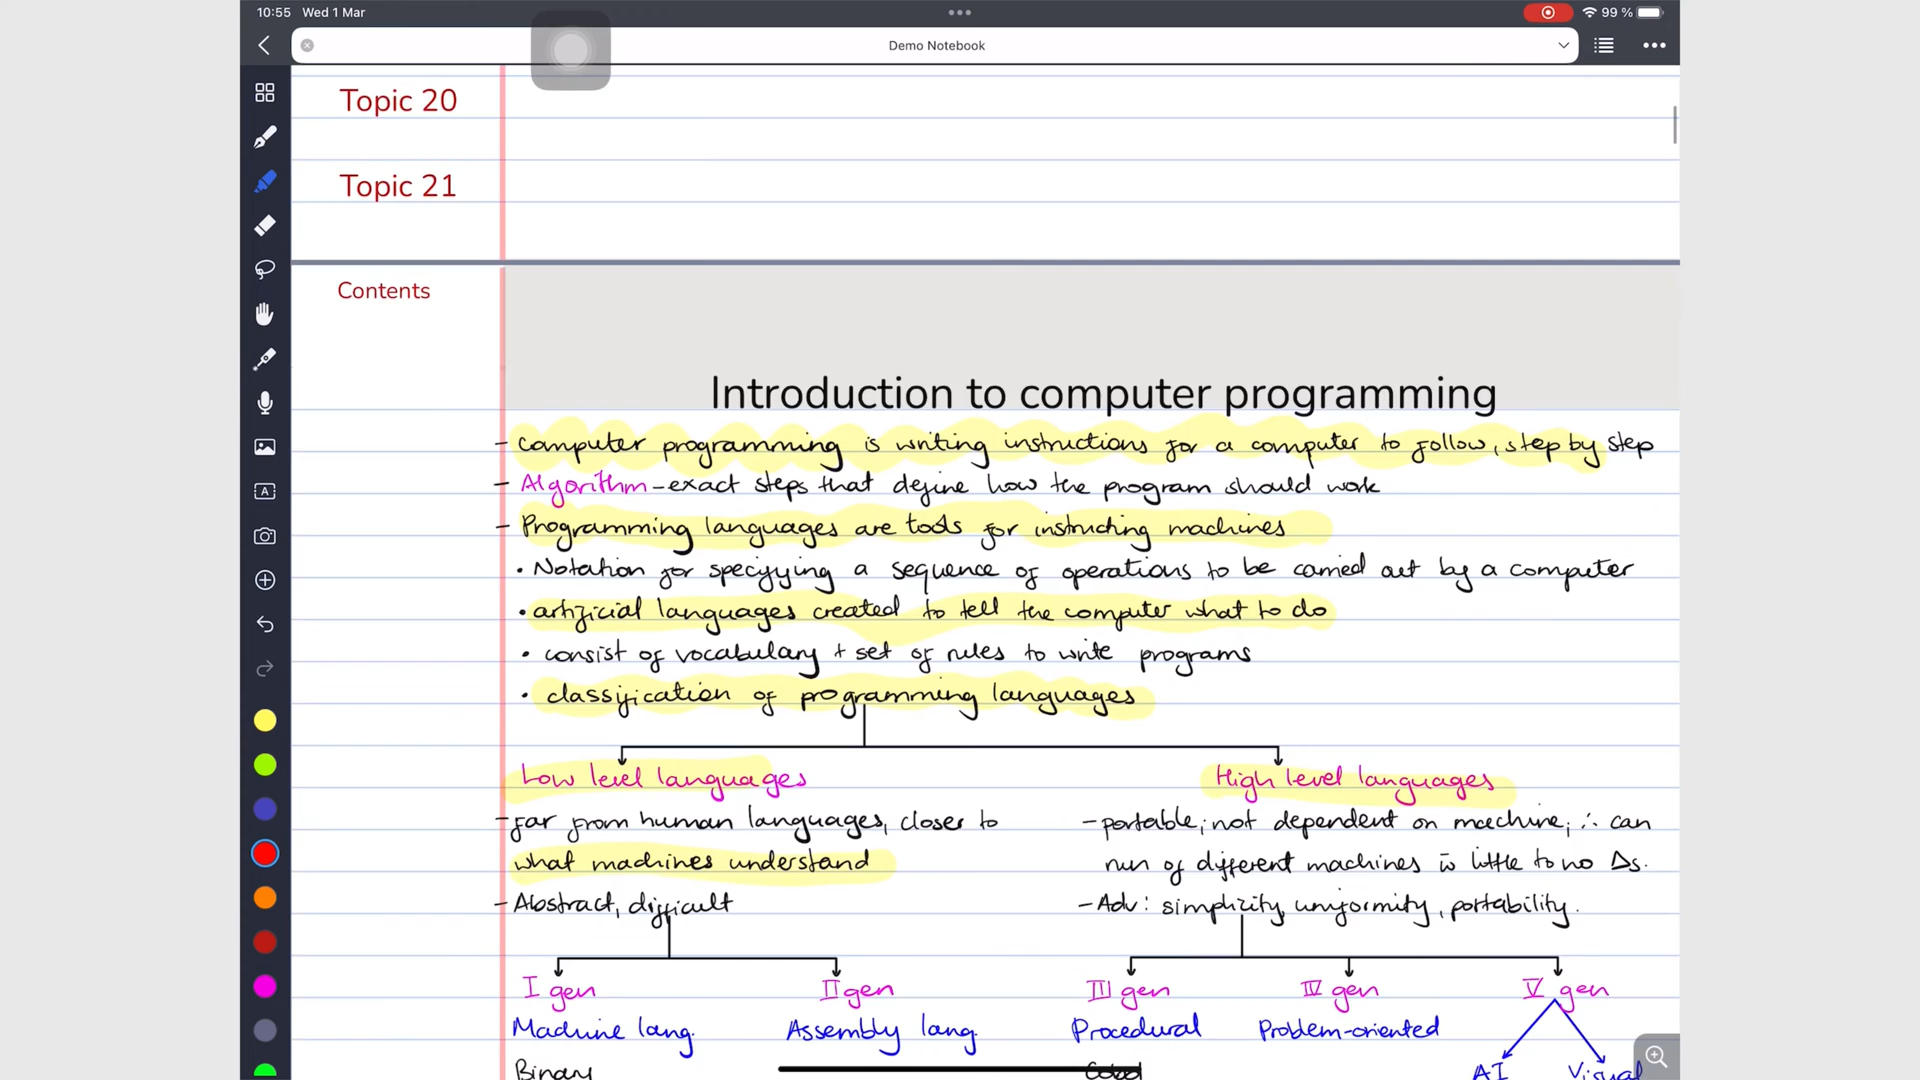 10:55 Wed 1 Mar
99 %
Demo Notebook
Topic 20
Topic 21
Contents
Introduction to computer programming
- Computer programming is writing instructions for a computer to follow, step by step
- Algorithm - exact steps that define how the program should work
- Programming languages are tools for instructing machines
• Notation for specifying a sequence of operations to be carried out by a computer
• artificial languages created to tell the computer what to do
• consist of vocabulary + set of rules to write programs
• classification of programming languages
Low level languages
High level languages
- far from human languages, closer to
what machines understand
- Abstract, difficult
- portable, not dependent on machine, ∴ can
run of different machines w̄ little to no Δs.
- Adv: simplicity, uniformity, portability.
I gen
II gen
III gen
IV gen
V gen
Machine lang.
Assembly lang.
Procedural
Problem-oriented
AI
Visual
Binary
Cobol